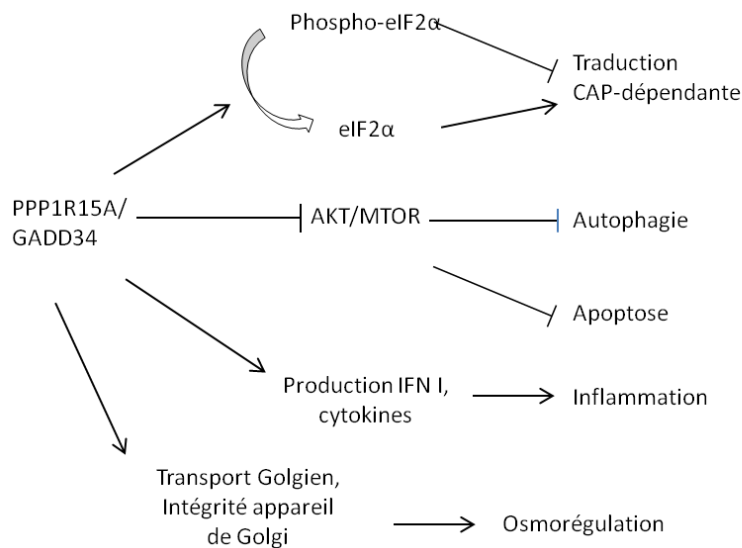 Phospho-eIF2α
Traduction
CAP-dépendante
eIF2α
PPP1R15A/
GADD34
AKT/MTOR
Autophagie
Apoptose
Production IFN I,
cytokines
Inflammation
Transport Golgien,
Intégrité appareil
de Golgi
Osmorégulation